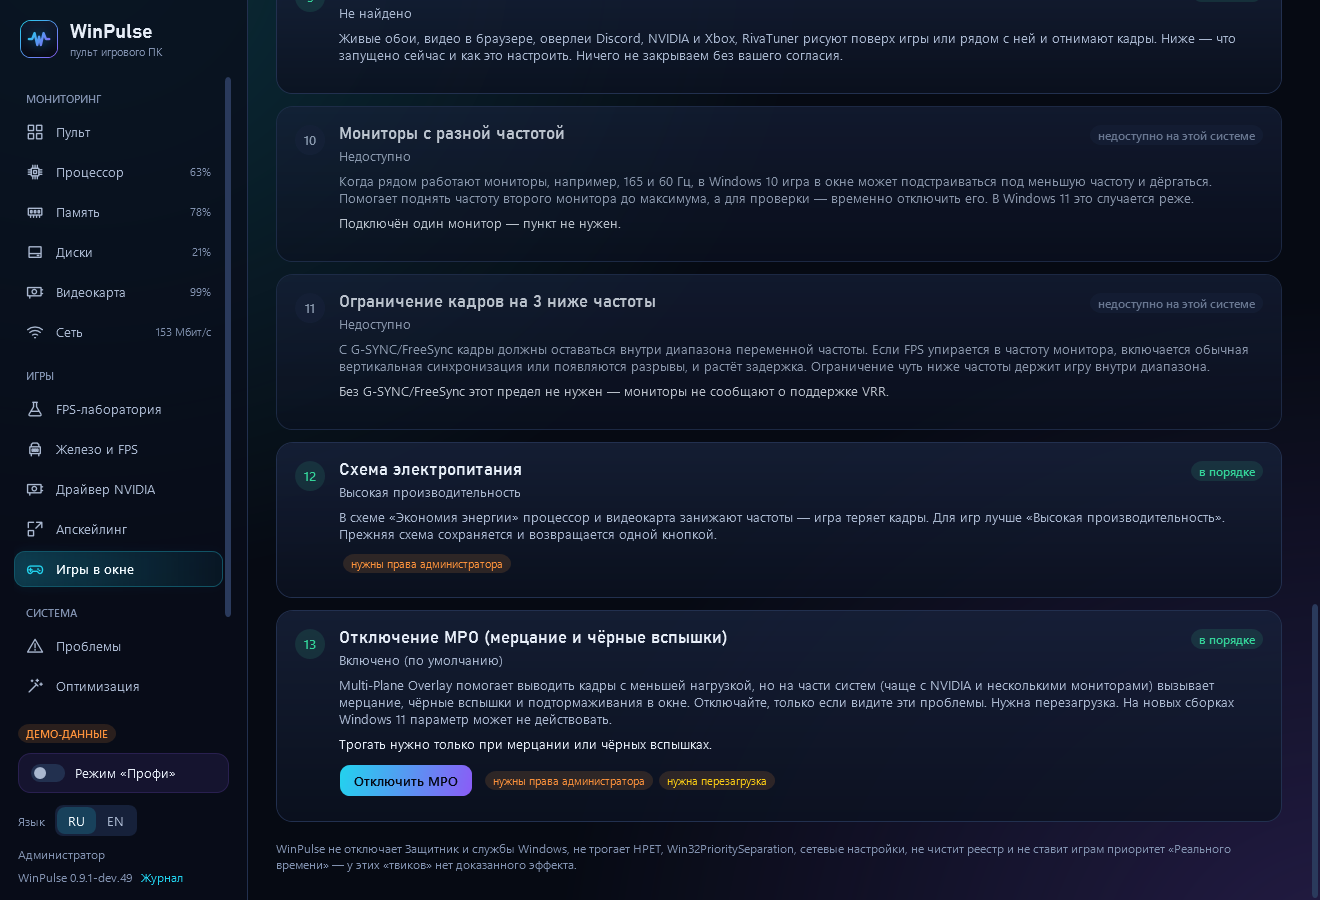 WinPulse
пульт игрового ПК
МОНИТОРИНГ
Пульт
Процессор 63%
Память 78%
Диски 21%
Видеокарта 99%
Сеть 153 Мбит/с
ИГРЫ
FPS-лаборатория
Железо и FPS
Драйвер NVIDIA
Апскейлинг
Игры в окне
СИСТЕМА
Проблемы
Оптимизация
ДЕМО-ДАННЫЕ
Режим «Профи»
Язык RU EN
Администратор
WinPulse 0.9.1-dev.49 Журнал
Не найдено
Живые обои, видео в браузере, оверлеи Discord, NVIDIA и Xbox, RivaTuner рисуют поверх игры или рядом с ней и отнимают кадры. Ниже — что
запущено сейчас и как это настроить. Ничего не закрываем без вашего согласия.
10 Мониторы с разной частотой недоступно на этой системе
Недоступно
Когда рядом работают мониторы, например, 165 и 60 Гц, в Windows 10 игра в окне может подстраиваться под меньшую частоту и дёргаться.
Помогает поднять частоту второго монитора до максимума, а для проверки — временно отключить его. В Windows 11 это случается реже.
Подключён один монитор — пункт не нужен.
11 Ограничение кадров на 3 ниже частоты недоступно на этой системе
Недоступно
С G-SYNC/FreeSync кадры должны оставаться внутри диапазона переменной частоты. Если FPS упирается в частоту монитора, включается обычная
вертикальная синхронизация или появляются разрывы, и растёт задержка. Ограничение чуть ниже частоты держит игру внутри диапазона.
Без G-SYNC/FreeSync этот предел не нужен — мониторы не сообщают о поддержке VRR.
12 Схема электропитания в порядке
Высокая производительность
В схеме «Экономия энергии» процессор и видеокарта занижают частоты — игра теряет кадры. Для игр лучше «Высокая производительность».
Прежняя схема сохраняется и возвращается одной кнопкой.
нужны права администратора
13 Отключение MPO (мерцание и чёрные вспышки) в порядке
Включено (по умолчанию)
Multi-Plane Overlay помогает выводить кадры с меньшей нагрузкой, но на части систем (чаще с NVIDIA и несколькими мониторами) вызывает
мерцание, чёрные вспышки и подтормаживания в окне. Отключайте, только если видите эти проблемы. Нужна перезагрузка. На новых сборках
Windows 11 параметр может не действовать.
Трогать нужно только при мерцании или чёрных вспышках.
Отключить MPO нужны права администратора нужна перезагрузка
WinPulse не отключает Защитник и службы Windows, не трогает HPET, Win32PrioritySeparation, сетевые настройки, не чистит реестр и не ставит играм приоритет «Реального
времени» — у этих «твиков» нет доказанного эффекта.